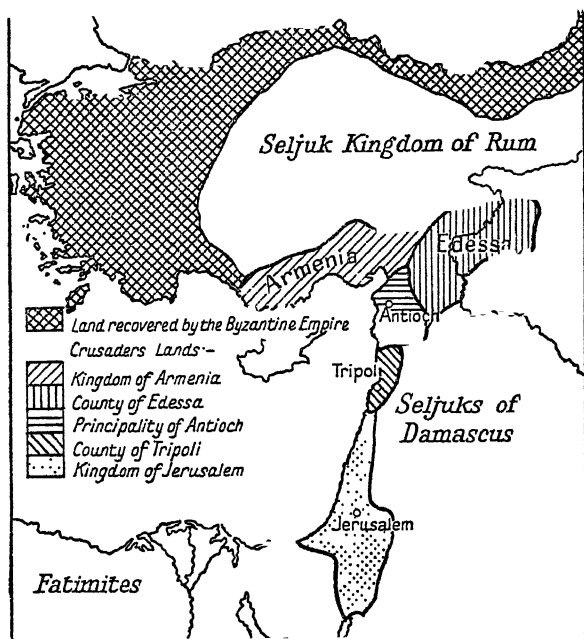 Seljuk Kingdom of Rum
Edessa
Armenia
Antioch
Land recovered by the Byzantine Empire
Crusaders Lands:—
Kingdom of Armenia
County of Edessa
Principality of Antioch
County of Tripoli
Kingdom of Jerusalem
Tripoli
Seljuks of
Damascus
Jerusalem
Fatimites